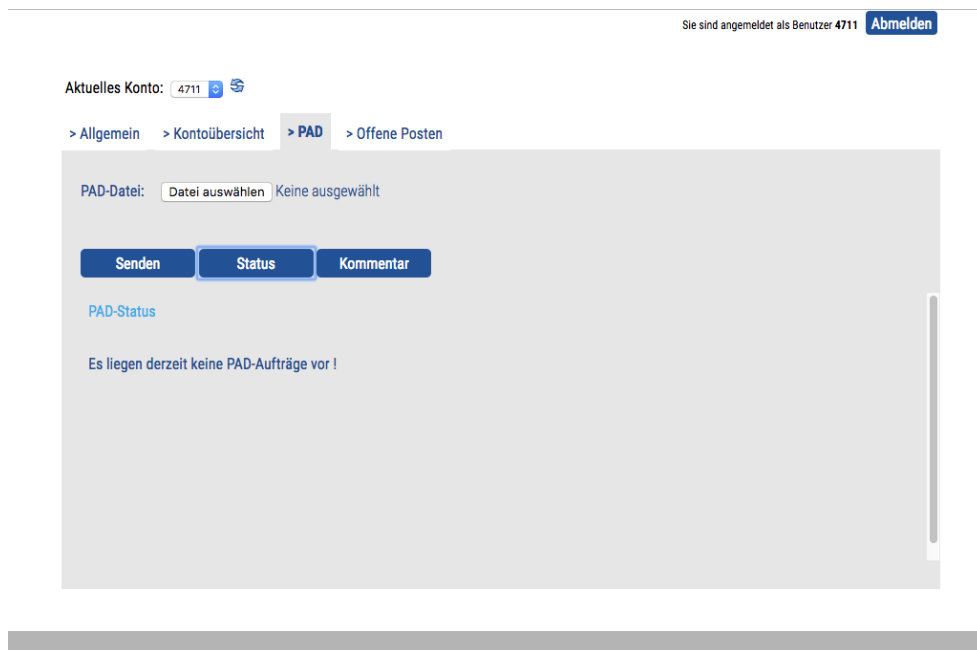 Sie sind angemeldet als Benutzer 4711 Abmelden
Aktuelles Konto: 4711
> Allgemein > Kontoübersicht > PAD > Offene Posten
PAD-Datei: Datei auswählen Keine ausgewählt
Senden Status Kommentar
PAD-Status
Es liegen derzeit keine PAD-Aufträge vor !